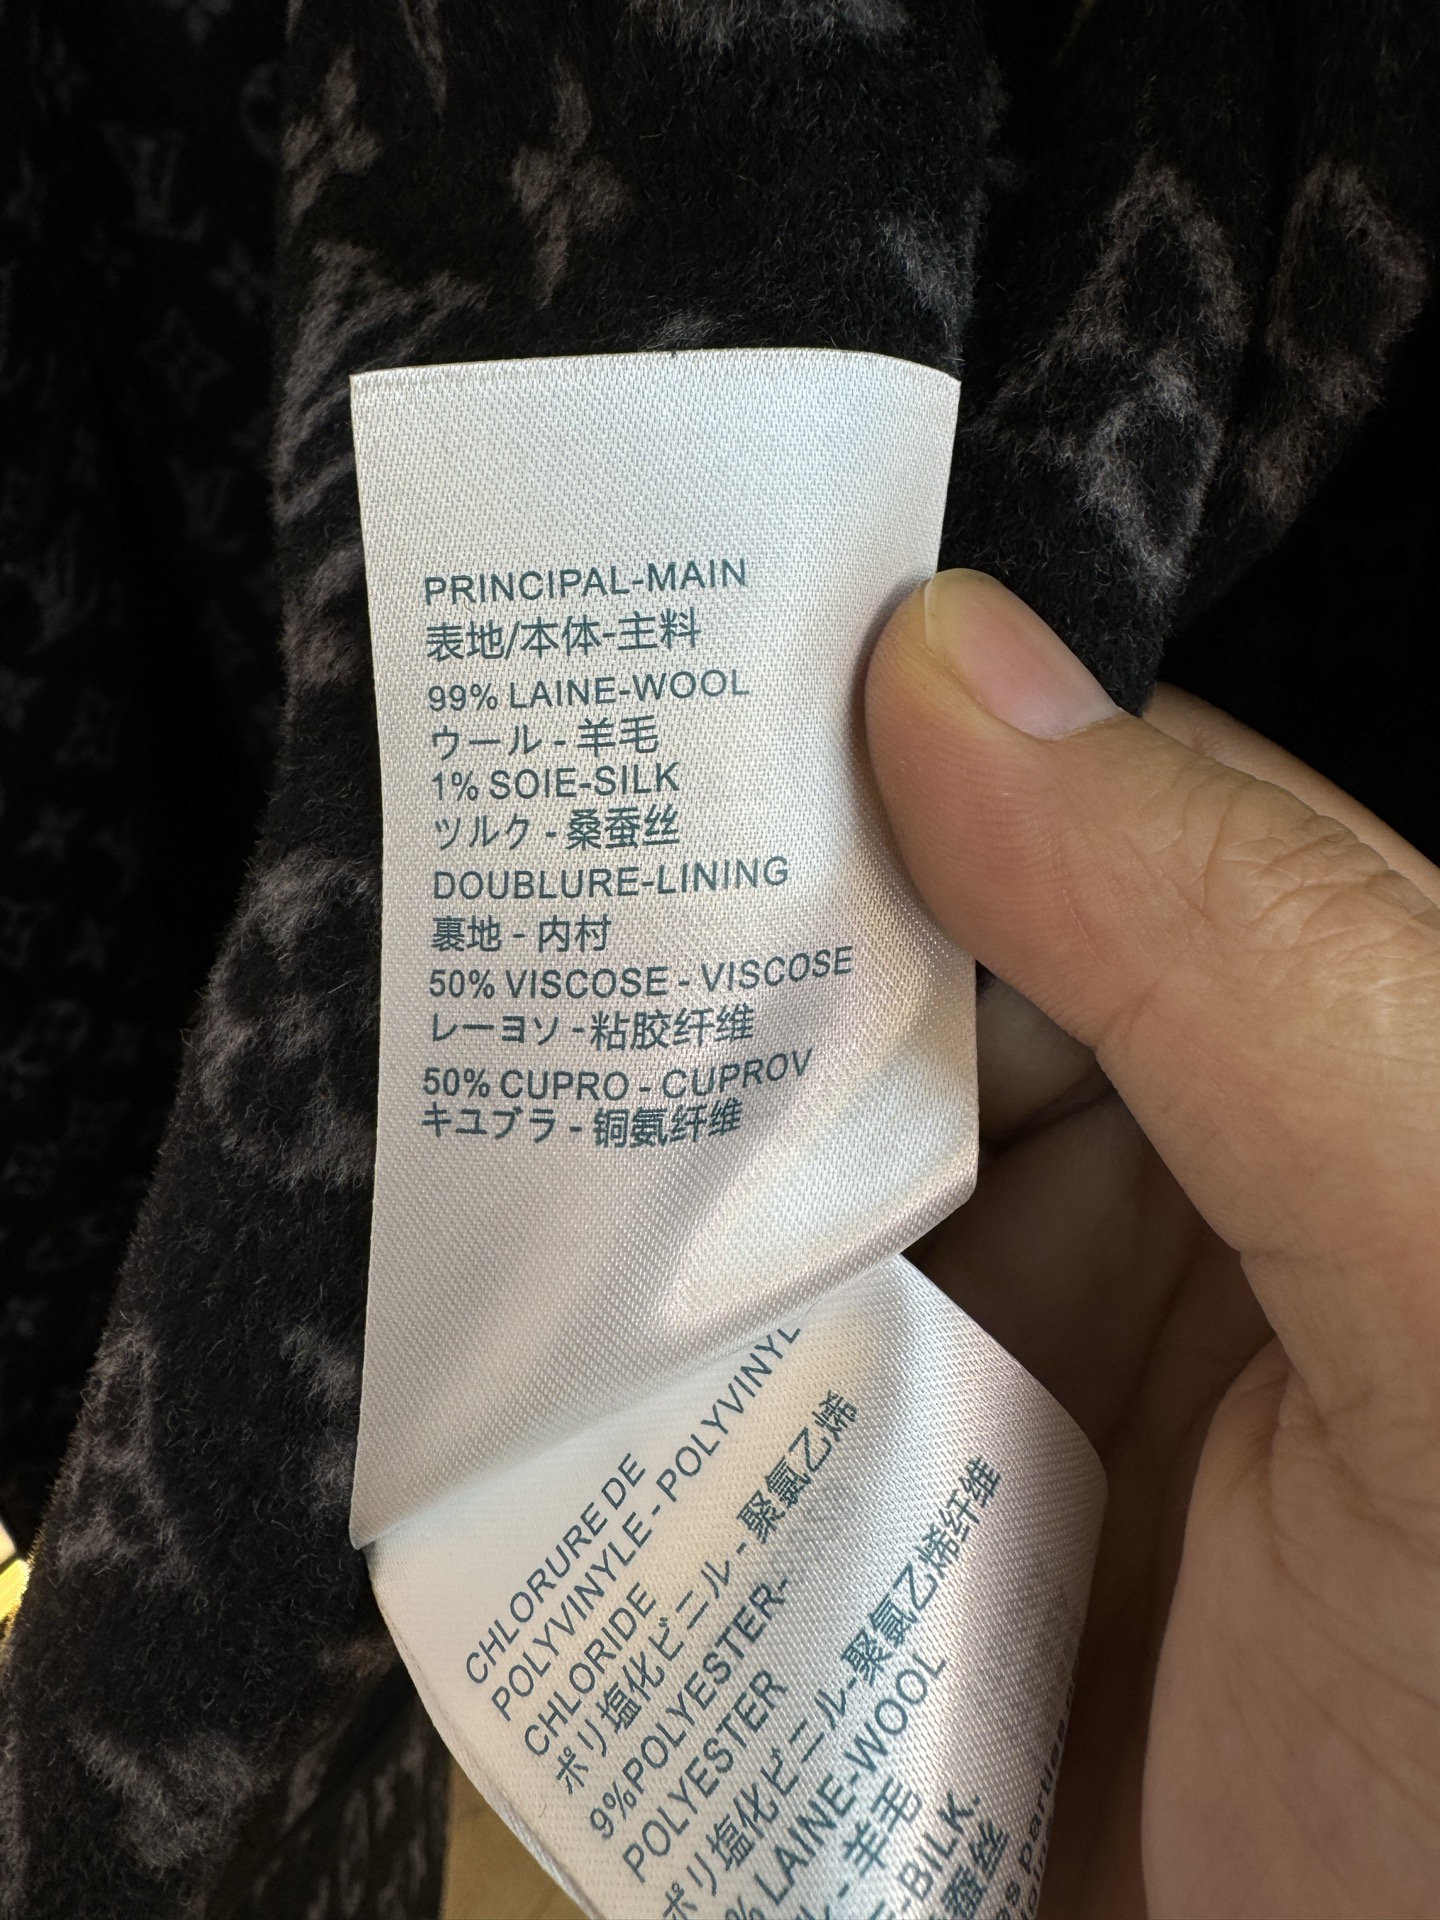 PRINCIPAL-MAIN
表地/本体-主料
99% LAINE-WOOL
ウール - 羊毛
1% SOIE-SILK
ツルク - 桑蚕丝
DOUBLURE-LINING
裏地 - 内村
50% VISCOSE - VISCOSE
レーヨソ - 粘胶纤维
50% CUPRO - CUPROV
キユブラ - 铜氨纤维
CHLORURE DE
POLYVINYLE - POLYVINYL
CHLORIDE
ポリ塩化ビニル - 聚氯乙烯
9%POLYESTER-
POLYESTER
ポリ塩化ビニル-聚氯乙烯纤维
% LAINE-WOOL
- 羊毛
E-BILK.
蚕丝